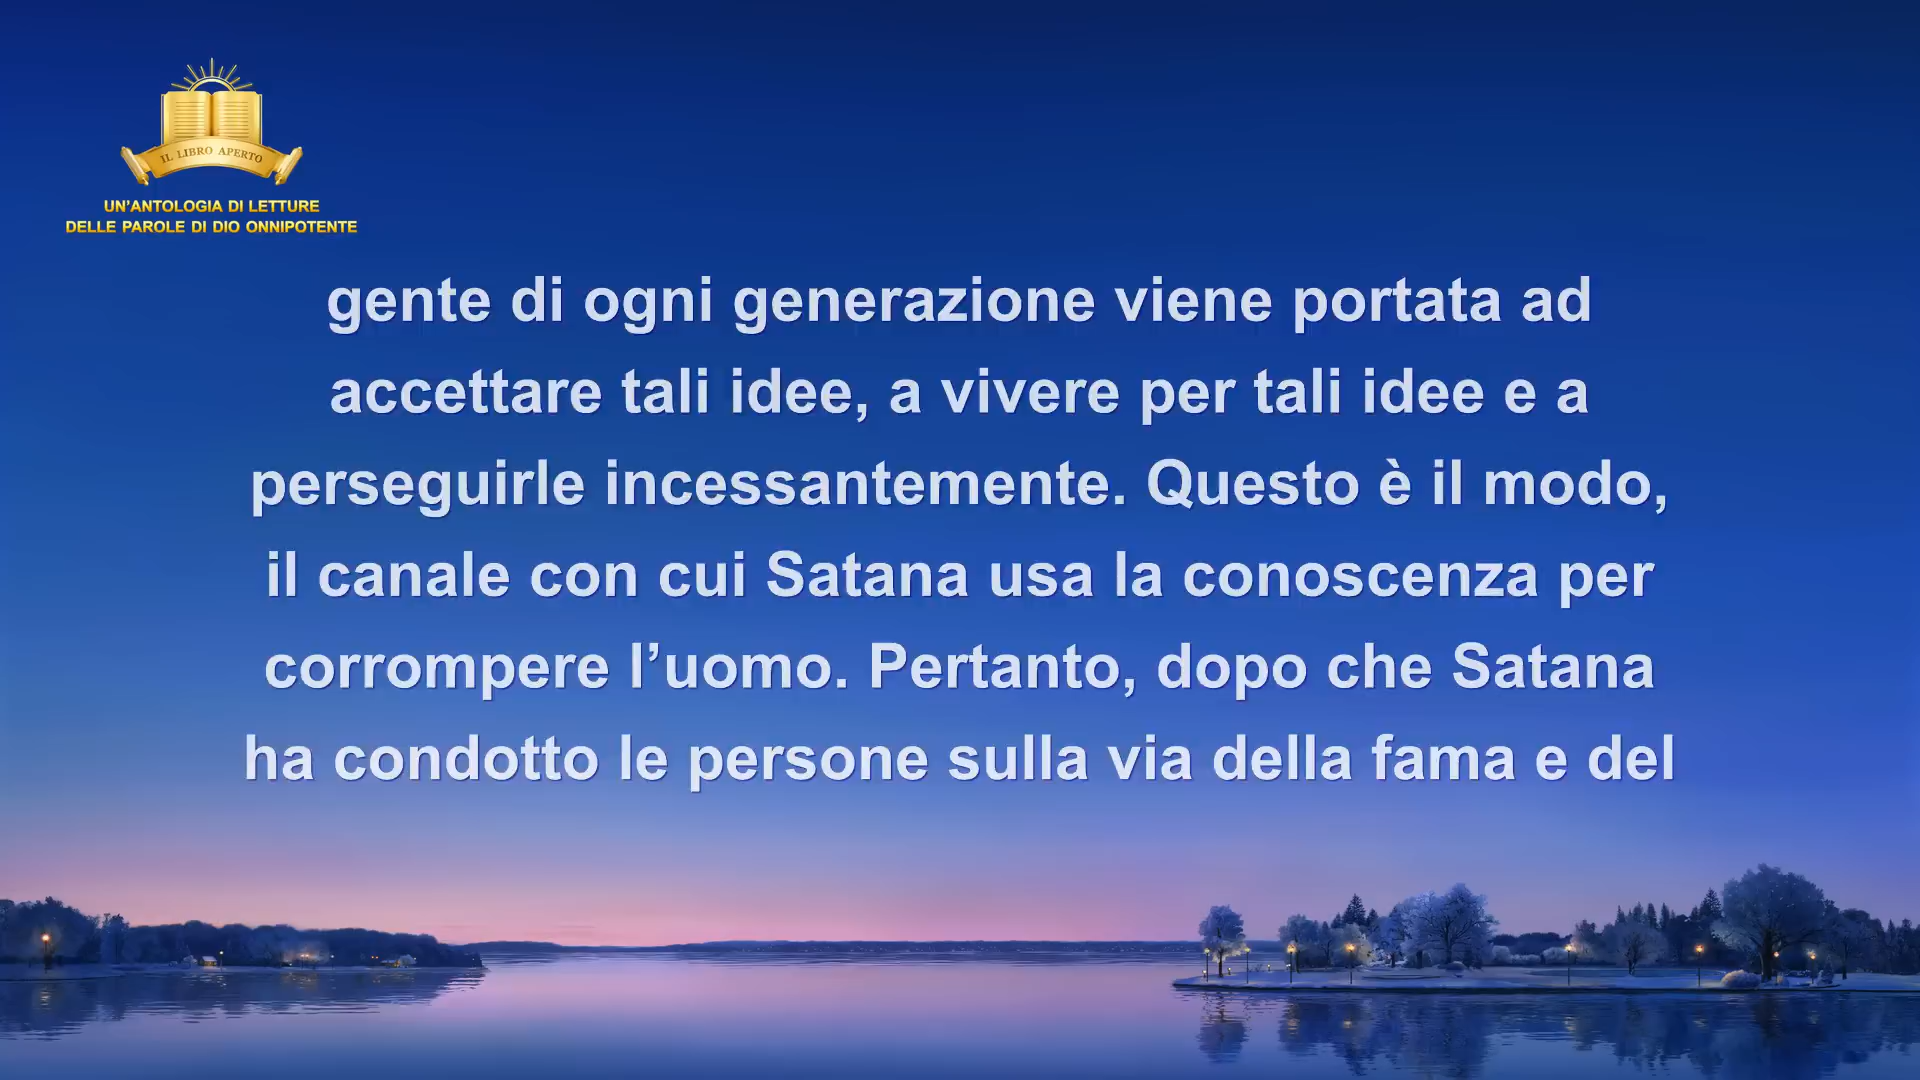 IL LIBRO APERTO
UN’ANTOLOGIA DI LETTURE
DELLE PAROLE DI DIO ONNIPOTENTE
gente di ogni generazione viene portata ad
accettare tali idee, a vivere per tali idee e a
perseguirle incessantemente. Questo è il modo,
il canale con cui Satana usa la conoscenza per
corrompere l’uomo. Pertanto, dopo che Satana
ha condotto le persone sulla via della fama e del